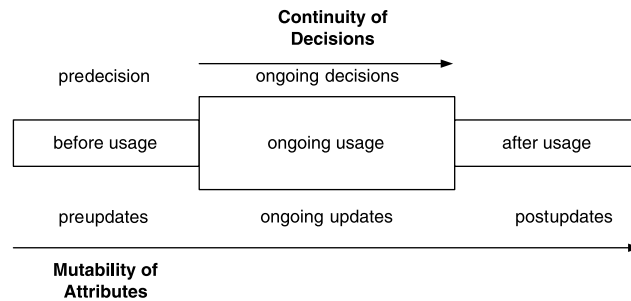 Continuity of
Decisions
predecision
ongoing decisions
before usage
ongoing usage
after usage
preupdates
ongoing updates
postupdates
Mutability of
Attributes